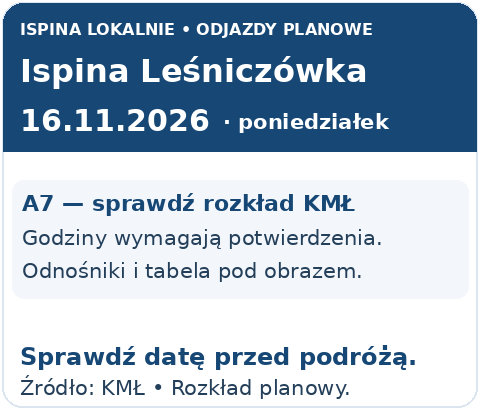 ISPINA LOKALNIE • ODJAZDY PLANOWE
Ispina Leśniczówka
16.11.2026 · poniedziałek
A7 — sprawdź rozkład KMŁ
Godziny wymagają potwierdzenia.
Odnośniki i tabela pod obrazem.
Sprawdź datę przed podróżą.
Źródło: KMŁ • Rozkład planowy.